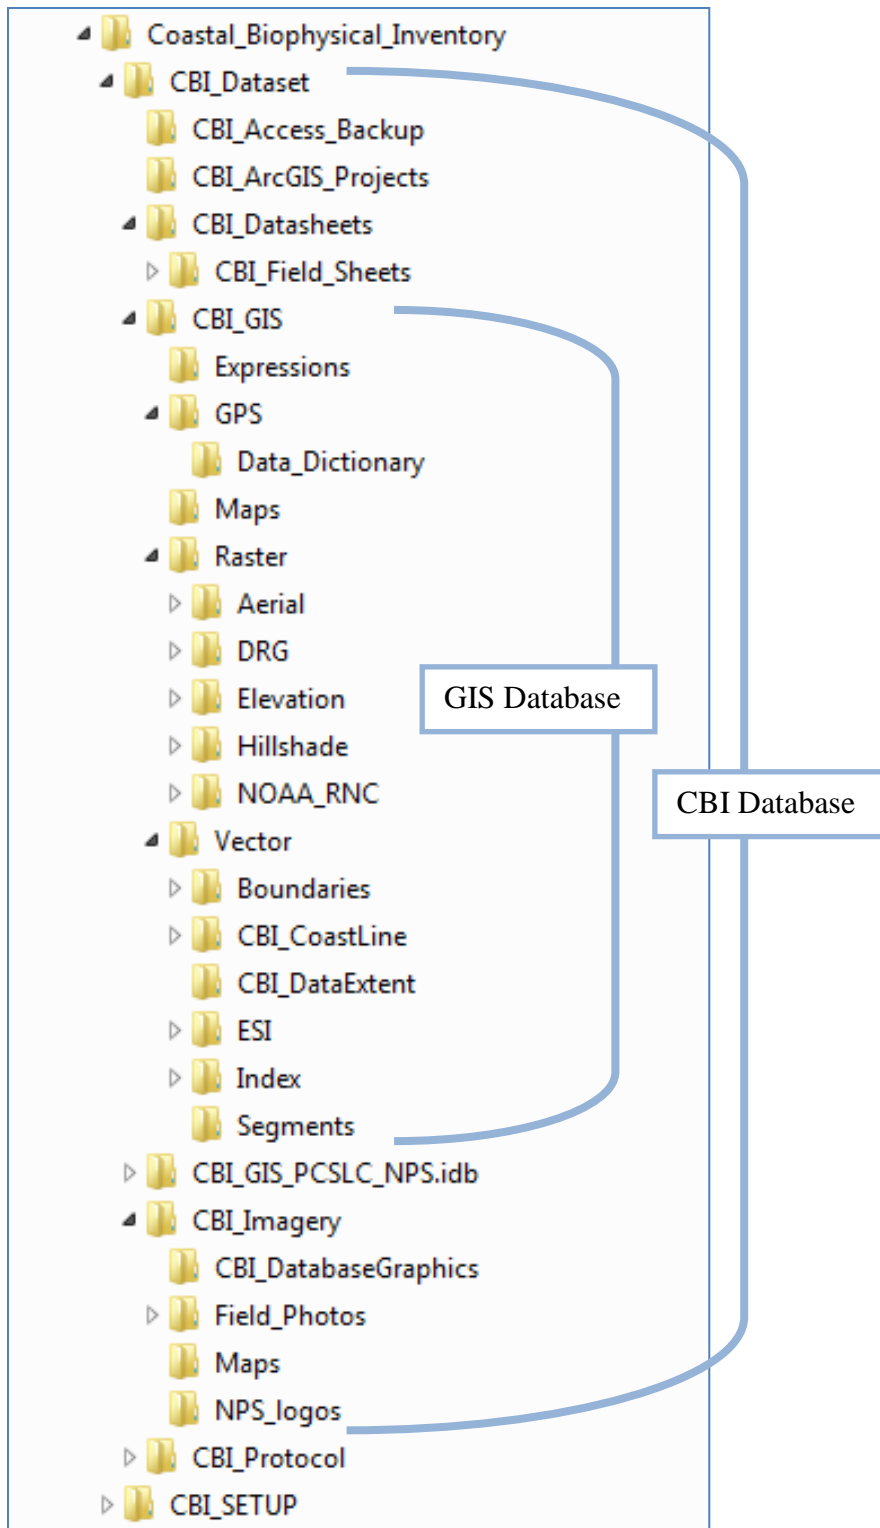 Coastal_Biophysical_Inventory
CBI_Dataset
CBI_Access_Backup
CBI_ArcGIS_Projects
CBI_Datasheets
CBI_Field_Sheets
CBI_GIS
Expressions
GPS
Data_Dictionary
Maps
Raster
Aerial
DRG
Elevation
GIS Database
Hillshade
NOAA_RNC
CBI Database
Vector
Boundaries
CBI_CoastLine
CBI_DataExtent
ESI
Index
Segments
CBI_GIS_PCSLC_NPS.idb
CBI_Imagery
CBI_DatabaseGraphics
Field_Photos
Maps
NPS_logos
CBI_Protocol
CBI_SETUP